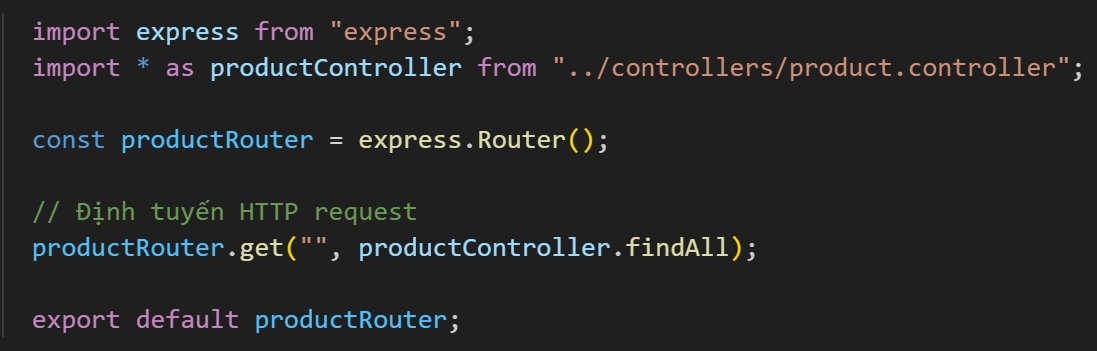 import express from "express";
import * as productController from "../controllers/product.controller";
const productRouter = express.Router();
// Định tuyến HTTP request
productRouter.get("", productController.findAll);
export default productRouter;